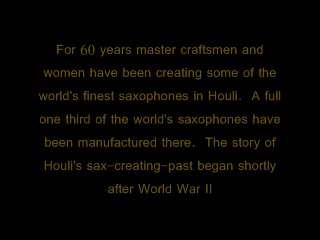 For 60 years master craftsmen and
women have been creating some of the
world's finest saxophones in Houli.  A full
one third of the world's saxophones have
been manufactured there.  The story of
Houli's sax-creating-past began shortly
after World War II